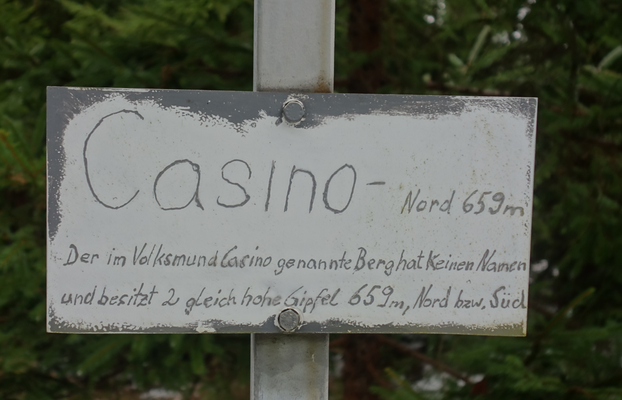 Casino- Nord 659m
Der im Volksmund Casino genannte Berg hat Keinen Namen
und besitzt 2 gleich hohe Gipfel 659m, Nord bzw. Süd